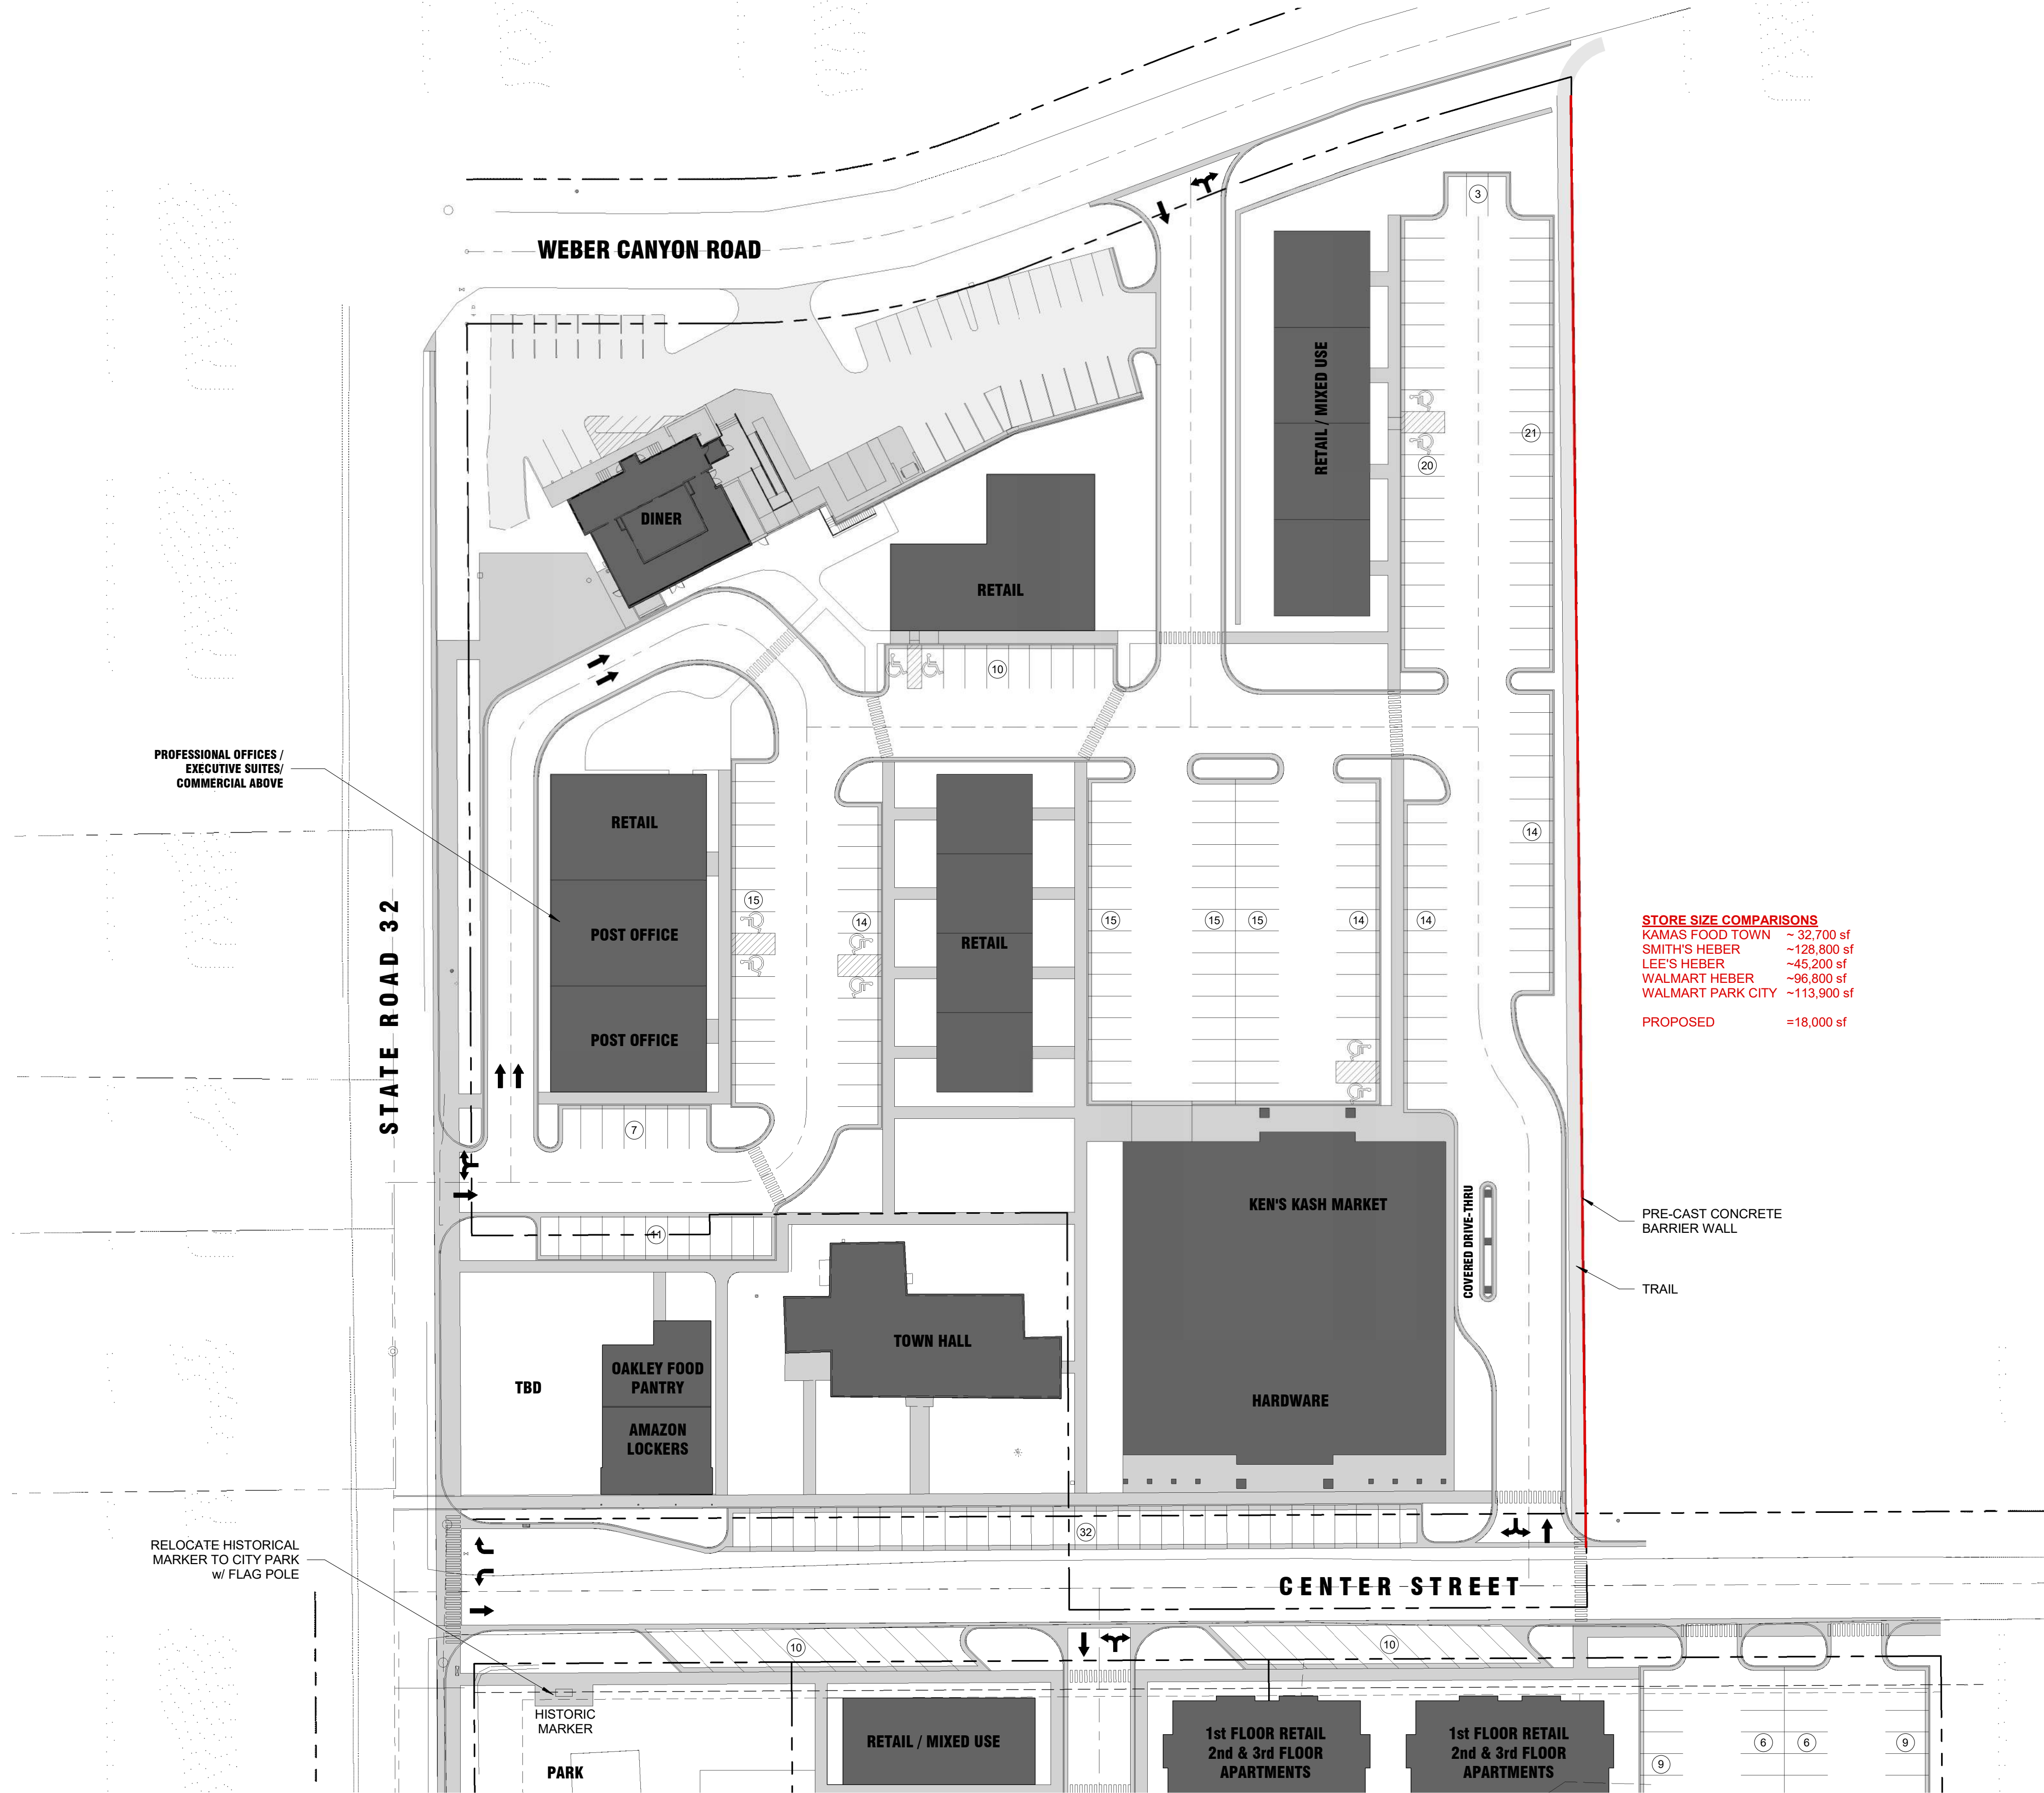 WEBER CANYON ROAD
3
RETAIL / MIXED USE
21
20
DINER
RETAIL
10
PROFESSIONAL OFFICES /
EXECUTIVE SUITES/
COMMERCIAL ABOVE
RETAIL
POST OFFICE
POST OFFICE
15
14
RETAIL
15
15
15
14
14
14
STATE ROAD 32
7
STORE SIZE COMPARISONS
KAMAS FOOD TOWN ~ 32,700 sf
SMITH'S HEBER ~128,800 sf
LEE'S HEBER ~45,200 sf
WALMART HEBER ~96,800 sf
WALMART PARK CITY ~113,900 sf
PROPOSED =18,000 sf
KEN'S KASH MARKET
COVERED DRIVE-THRU
PRE-CAST CONCRETE
BARRIER WALL
TRAIL
11
TOWN HALL
OAKLEY FOOD
PANTRY
TBD
AMAZON
LOCKERS
HARDWARE
32
RELOCATE HISTORICAL
MARKER TO CITY PARK
w/ FLAG POLE
CENTER STREET
10
10
HISTORIC
MARKER
PARK
RETAIL / MIXED USE
1st FLOOR RETAIL
2nd & 3rd FLOOR
APARTMENTS
1st FLOOR RETAIL
2nd & 3rd FLOOR
APARTMENTS
9
6
6
9